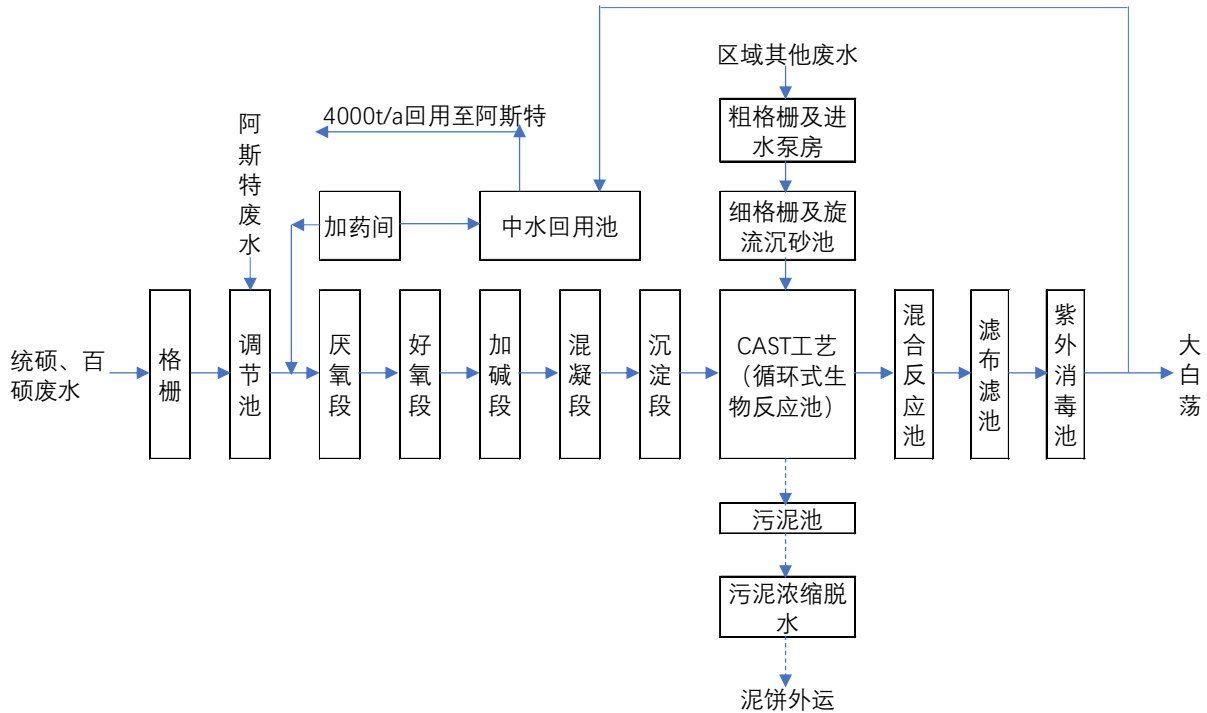 区域其他废水
4000t/a回用至阿斯特
粗格栅及进
水泵房
阿斯特废水
加药间
中水回用池
细格栅及旋
流沉砂池
统硕、百
硕废水
格栅
调节池
厌氧段
好氧段
加碱段
混凝段
沉淀段
CAST工艺
（循环式生
物反应池）
混合反应池
滤布滤池
紫外消毒池
大白荡
污泥池
污泥浓缩脱
水
泥饼外运